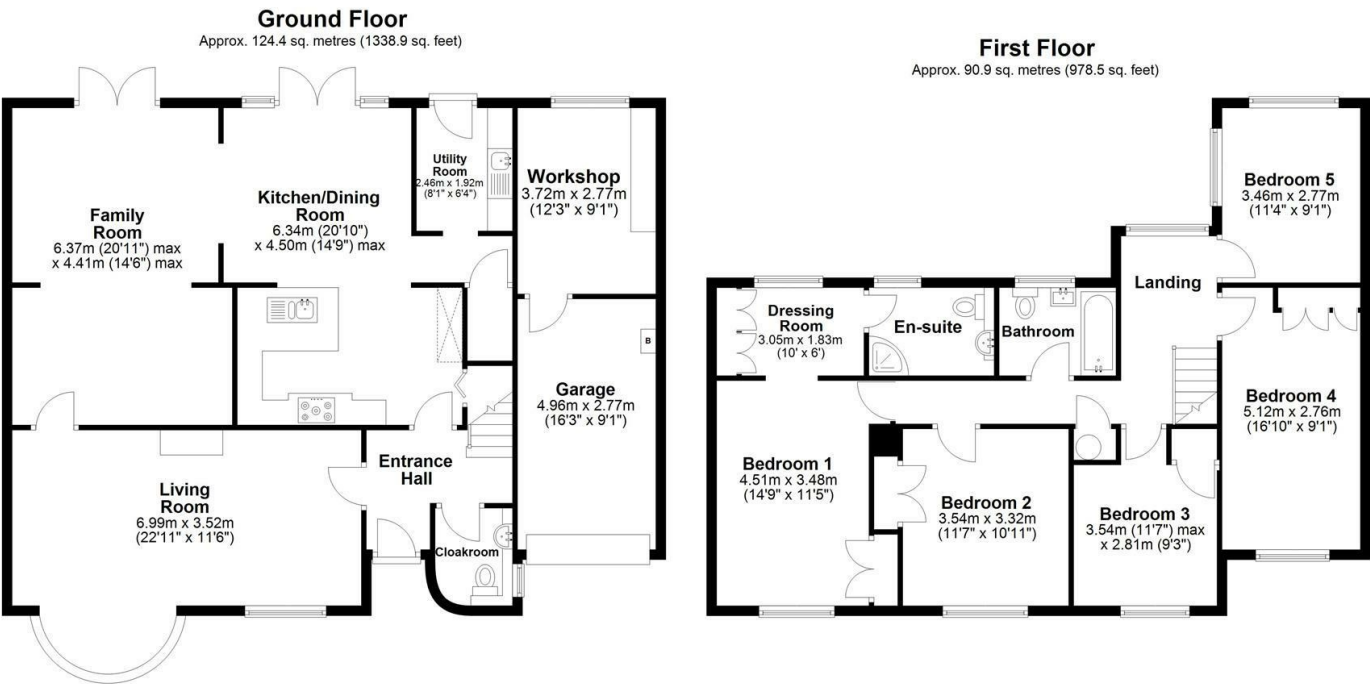 Ground Floor
Approx. 124.4 sq. metres (1338.9 sq. feet)
Family
Room
6.37m (20'11") max
x 4.41m (14'6") max
Kitchen/Dining
Room
6.34m (20'10")
x 4.50m (14'9") max
Utility
Room
2.46m x 1.92m
(8'1" x 6'4")
Workshop
3.72m x 2.77m
(12'3" x 9'1")
B
Garage
4.96m x 2.77m
(16'3" x 9'1")
Entrance
Hall
Living
Room
6.99m x 3.52m
(22'11" x 11'6")
Cloakroom
First Floor
Approx. 90.9 sq. metres (978.5 sq. feet)
Bedroom 5
3.46m x 2.77m
(11'4" x 9'1")
Landing
Dressing
Room
3.05m x 1.83m
(10' x 6')
En-suite
Bathroom
Bedroom 4
5.12m x 2.76m
(16'10" x 9'1")
Bedroom 1
4.51m x 3.48m
(14'9" x 11'5")
Bedroom 2
3.54m x 3.32m
(11'7" x 10'11")
Bedroom 3
3.54m (11'7") max
x 2.81m (9'3")